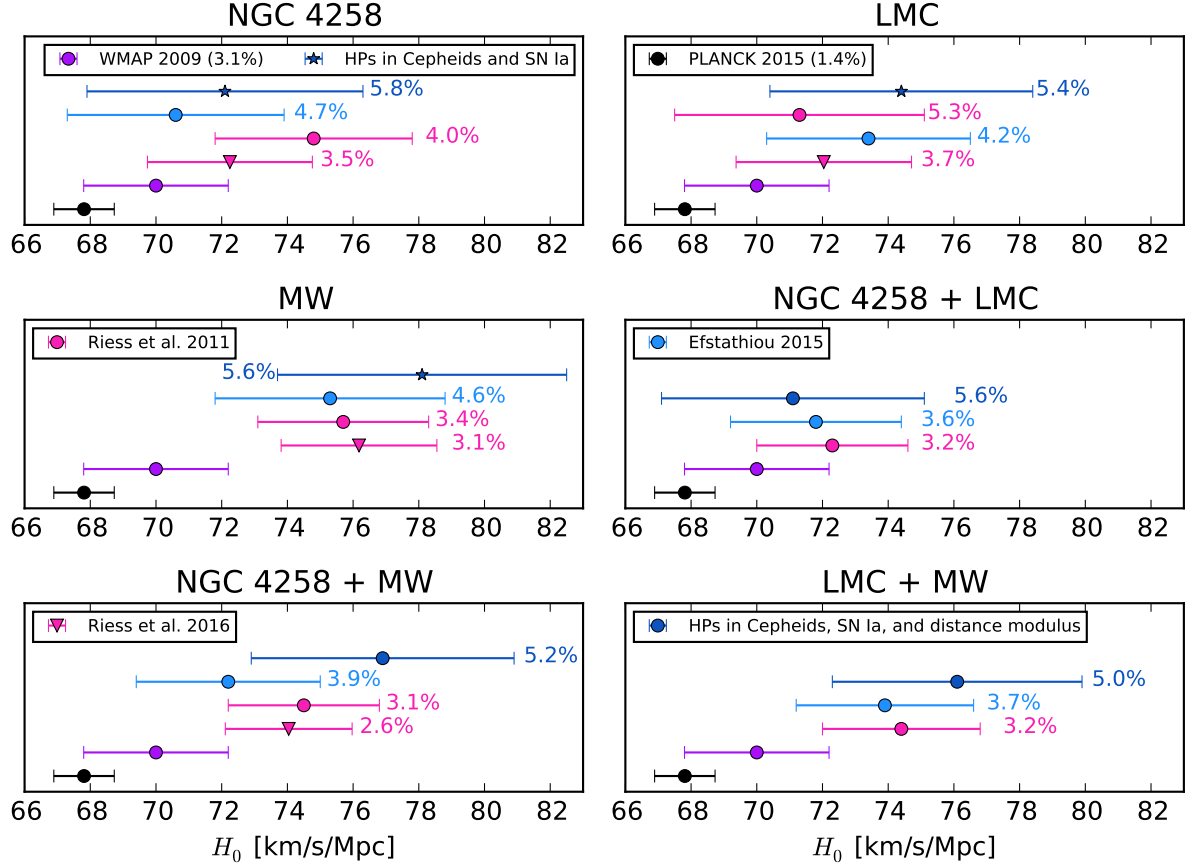 NGC 4258
WMAP 2009 (3.1%) HPs in Cepheids and SN Ia
5.8%
4.7%
4.0%
3.5%
66 68 70 72 74 76 78 80 82
LMC
PLANCK 2015 (1.4%)
5.4%
5.3%
4.2%
3.7%
66 68 70 72 74 76 78 80 82
MW
Riess et al. 2011
5.6%
4.6%
3.4%
3.1%
66 68 70 72 74 76 78 80 82
NGC 4258 + LMC
Efstathiou 2015
5.6%
3.6%
3.2%
66 68 70 72 74 76 78 80 82
NGC 4258 + MW
Riess et al. 2016
5.2%
3.9%
3.1%
2.6%
66 68 70 72 74 76 78 80 82
H₀ [km/s/Mpc]
LMC + MW
HPs in Cepheids, SN Ia, and distance modulus
5.0%
3.7%
3.2%
66 68 70 72 74 76 78 80 82
H₀ [km/s/Mpc]